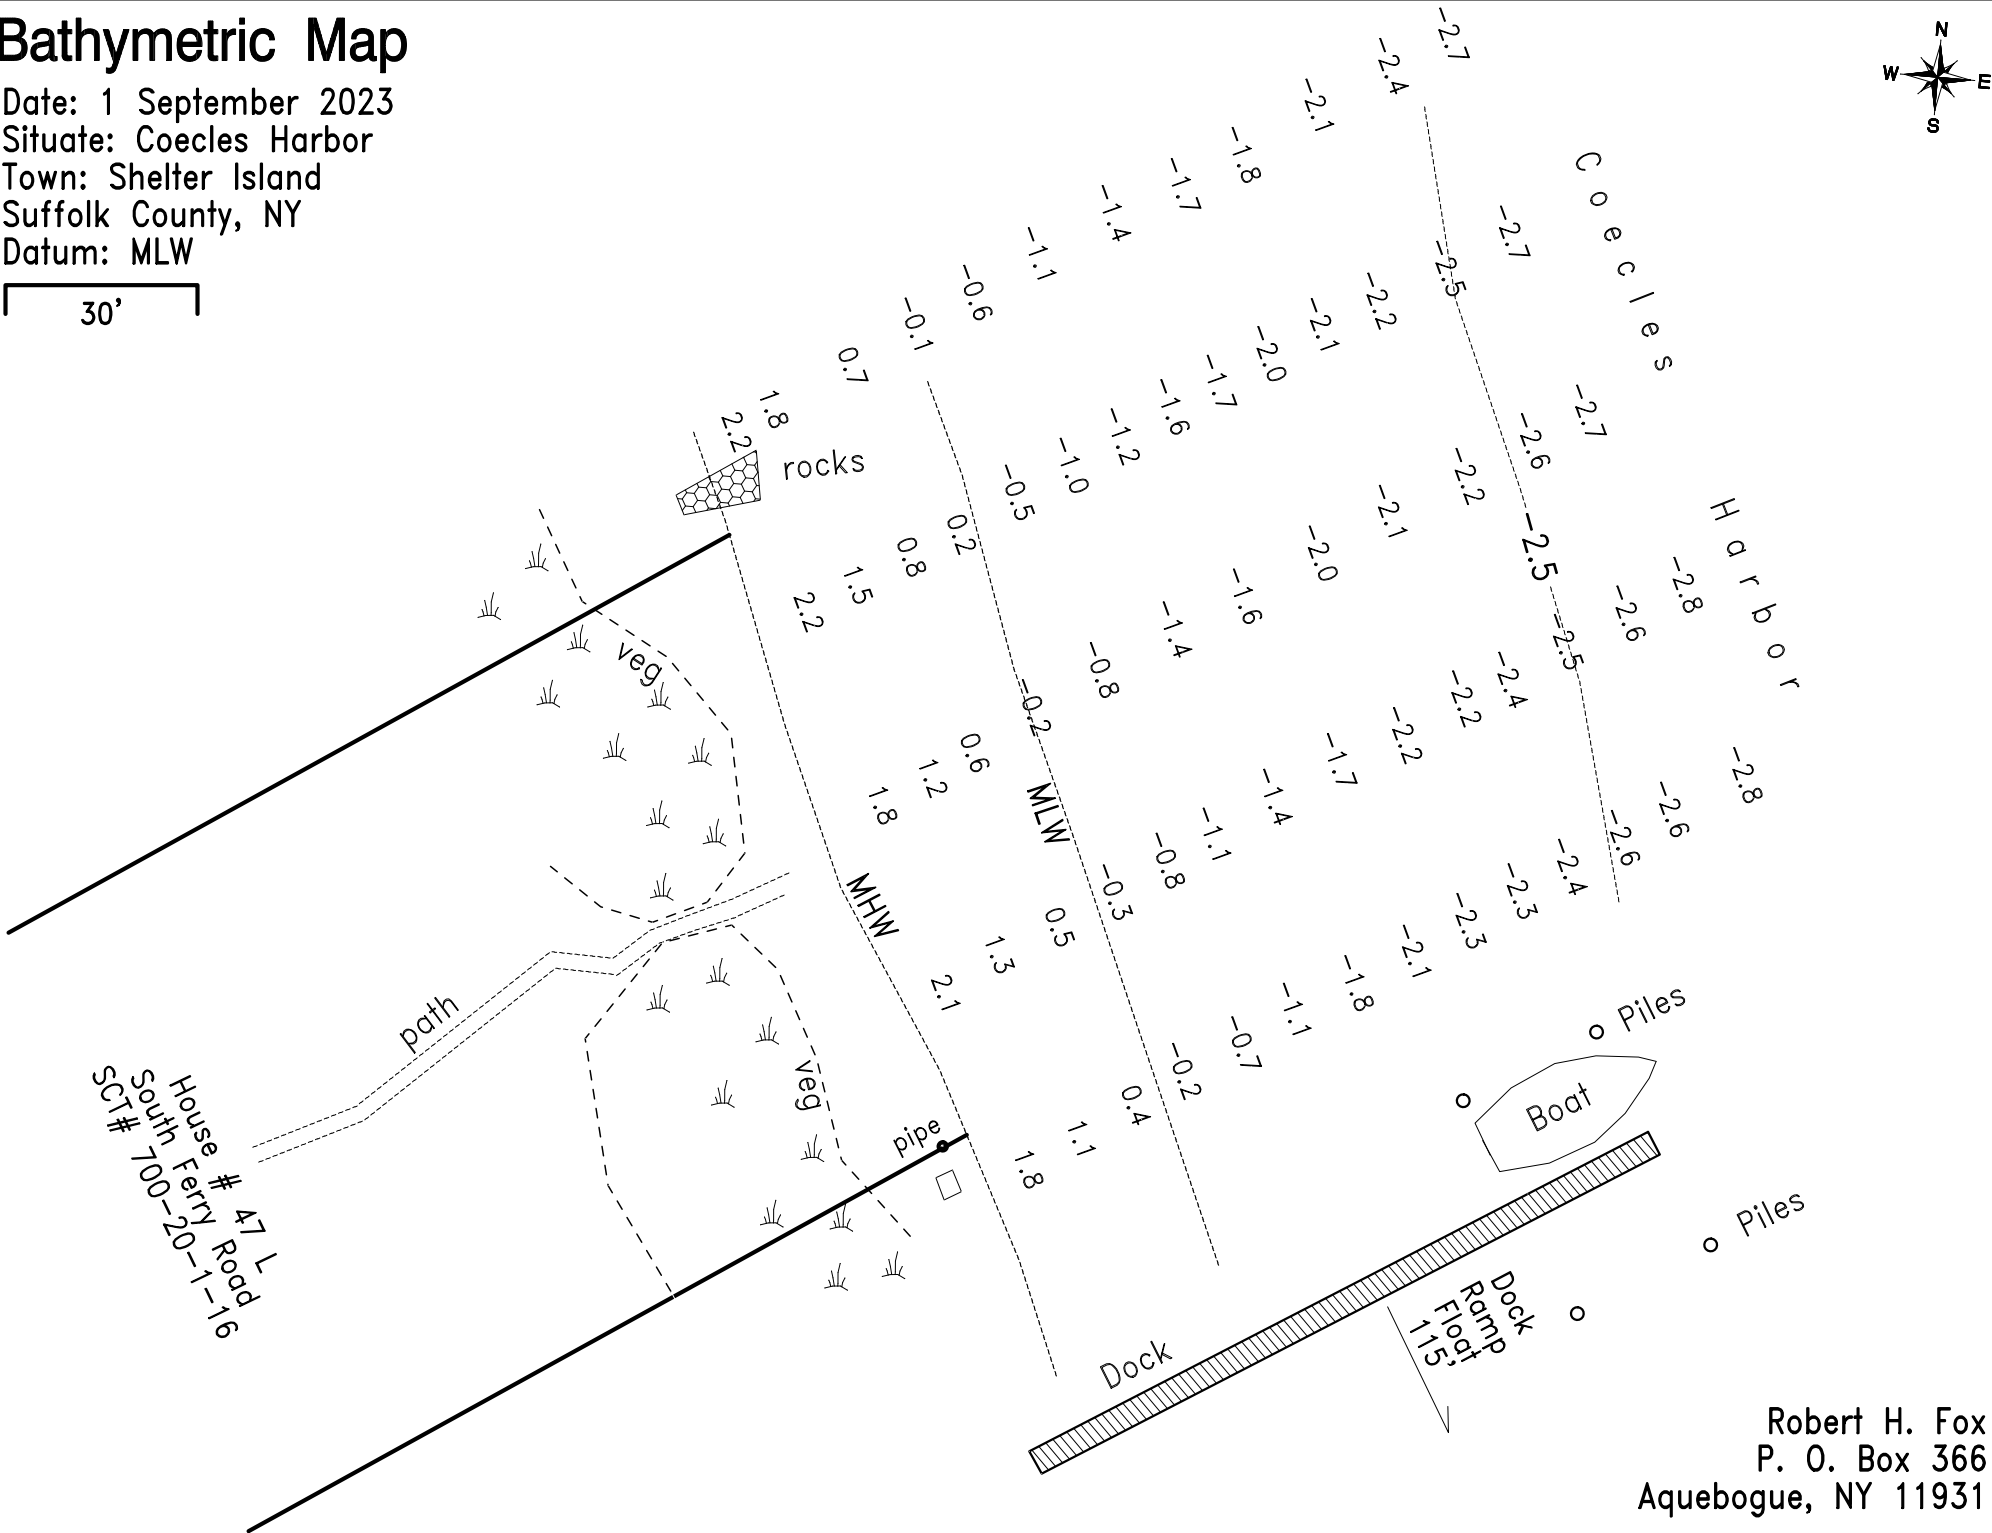 Bathymetric Map
Date: 1 September 2023
Situate: Coecles Harbor
Town: Shelter Island
Suffolk County, NY
Datum: MLW
30'
N
W
E
S
2.2
1.8
0.7
-0.1
-0.6
-1.1
-1.4
-1.7
-1.8
-2.1
-2.4
-2.7
rocks
2.2
1.5
0.8
0.2
-0.5
-1.0
-1.2
-1.6
-1.7
-2.0
-2.1
-2.2
-2.5
-2.7
Coecles
Harbor
1.8
1.2
0.6
-0.2
-0.8
-1.4
-1.6
-2.0
-2.1
-2.2
-2.6
-2.7
-2.5
veg
MLW
MHW
2.1
1.3
0.5
-0.3
-0.8
-1.1
-1.4
-1.7
-2.2
-2.2
-2.4
-2.5
-2.6
-2.8
1.8
1.1
0.4
-0.2
-0.7
-1.1
-1.8
-2.1
-2.3
-2.3
-2.4
-2.6
-2.6
-2.8
path
veg
pipe
House # 47 L
South Ferry Road
SCT# 700-20-1-16
Piles
Boat
Piles
Dock
Dock
Ramp
Float
115'
Robert H. Fox
P. O. Box 366
Aquebogue, NY 11931